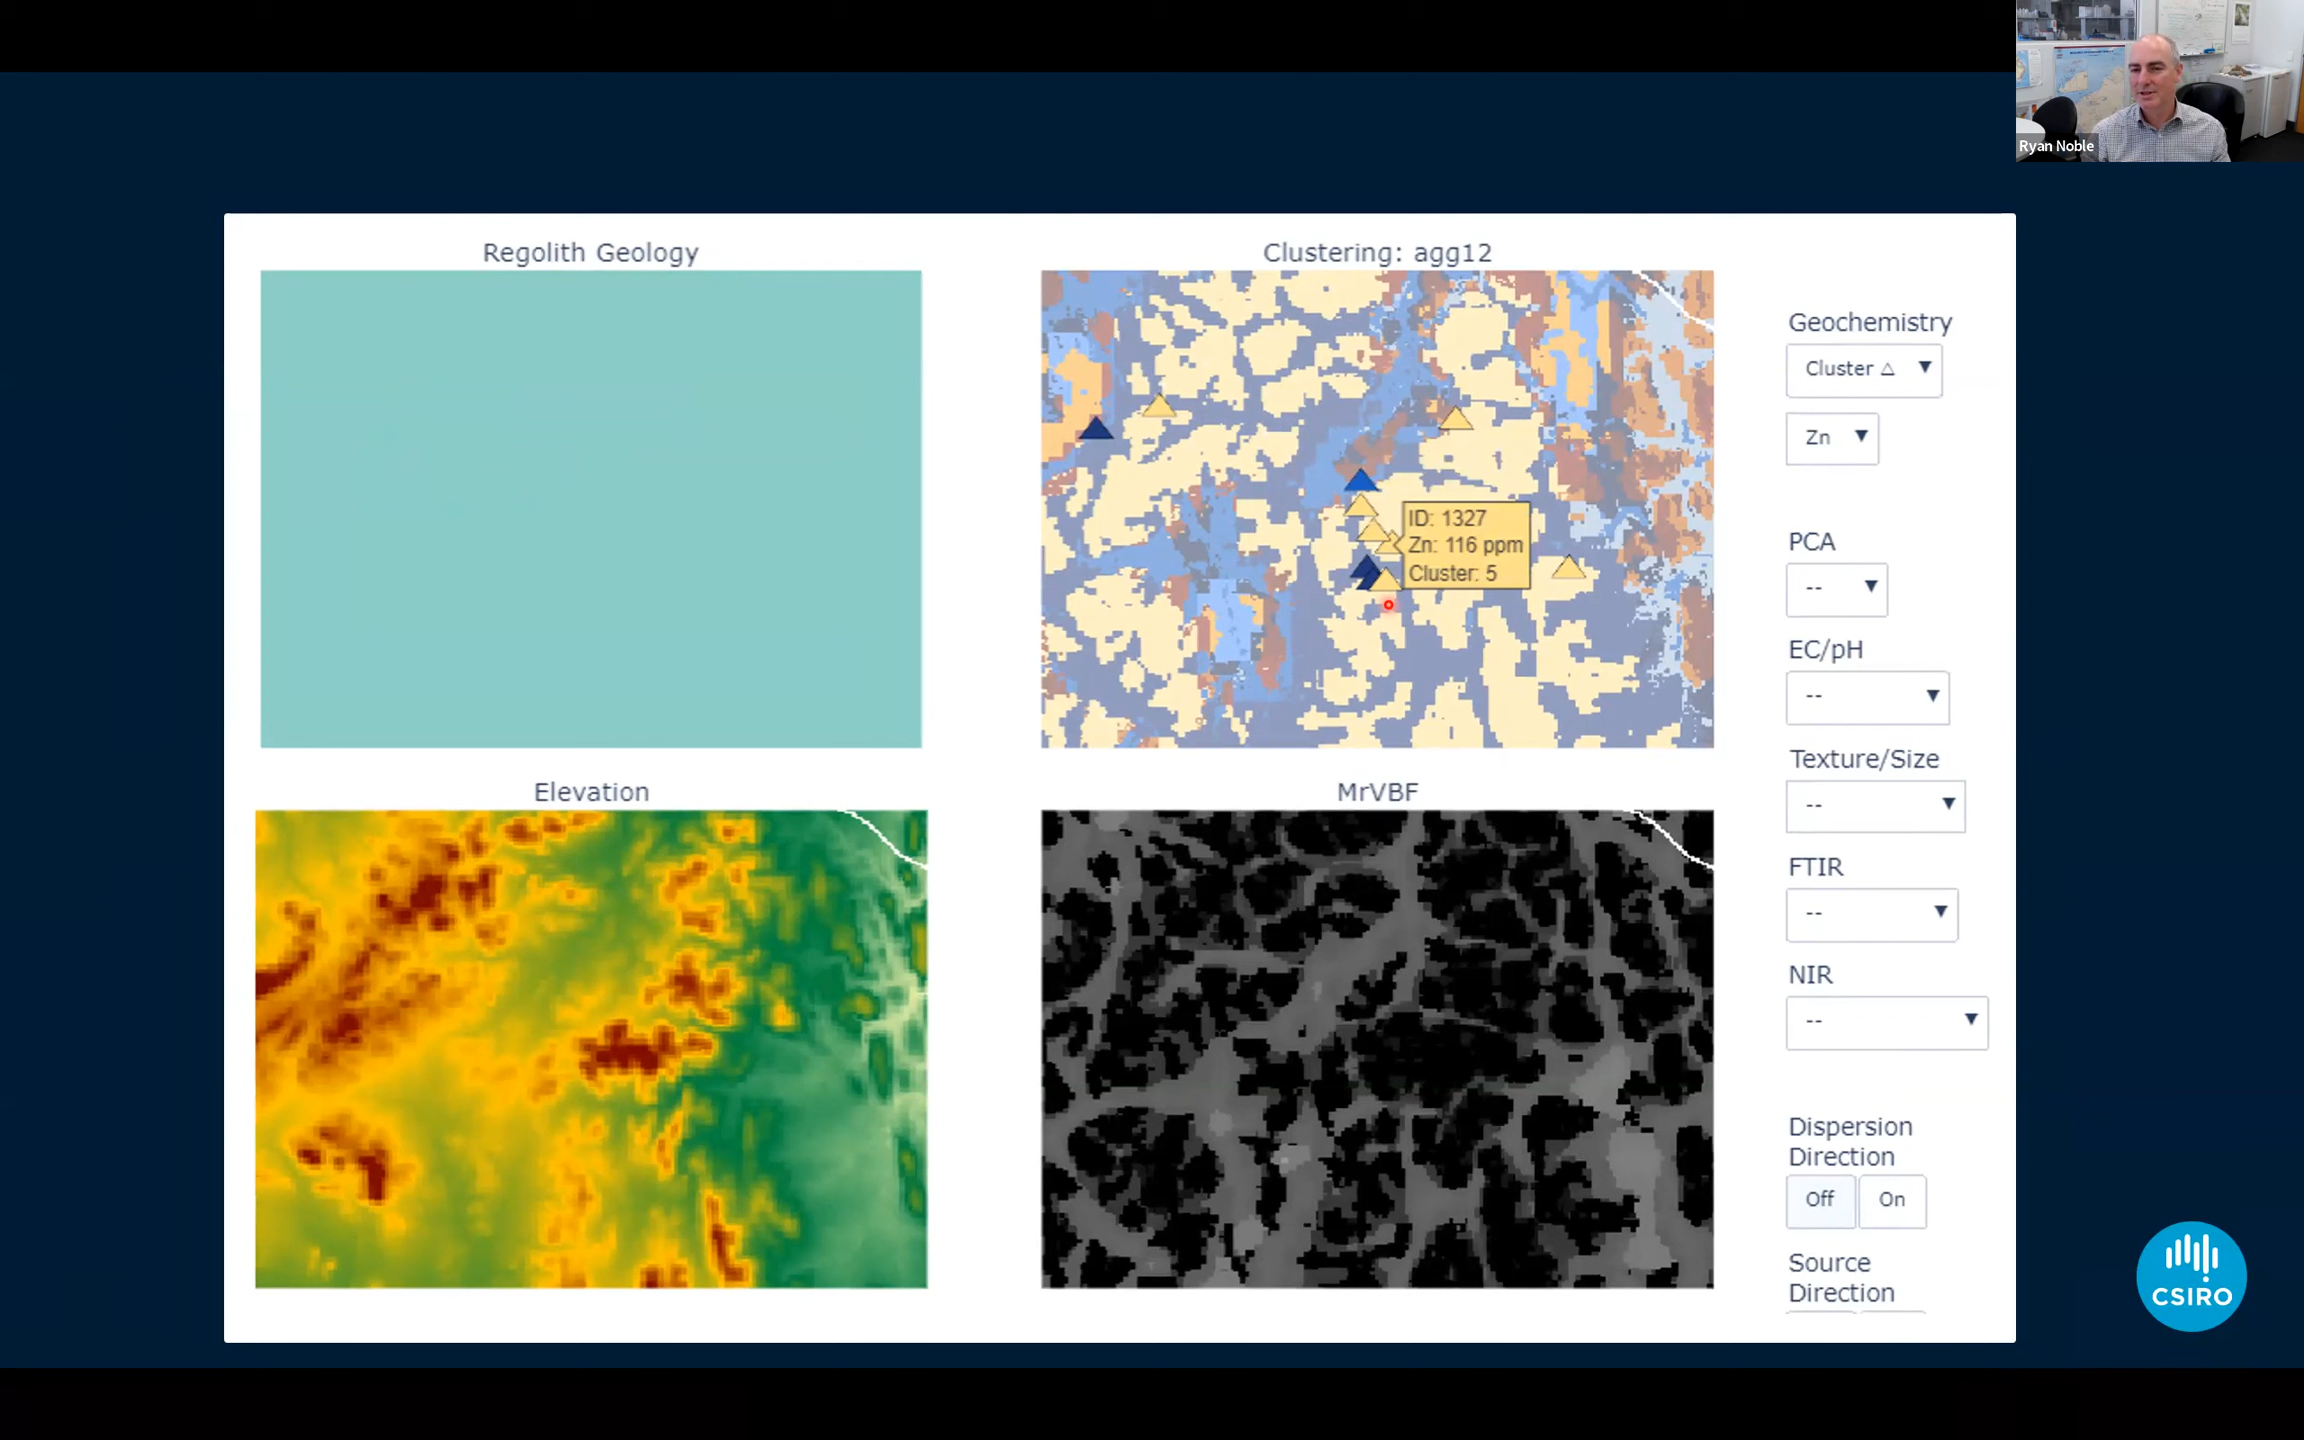 Ryan Noble
Regolith Geology
Clustering: agg12
ID: 1327
Zn: 116 ppm
Cluster: 5
Elevation
MrVBF
Geochemistry
Cluster △ ▼
Zn ▼
PCA
-- ▼
EC/pH
-- ▼
Texture/Size
-- ▼
FTIR
-- ▼
NIR
-- ▼
Dispersion
Direction
Off On
Source
Direction
CSIRO